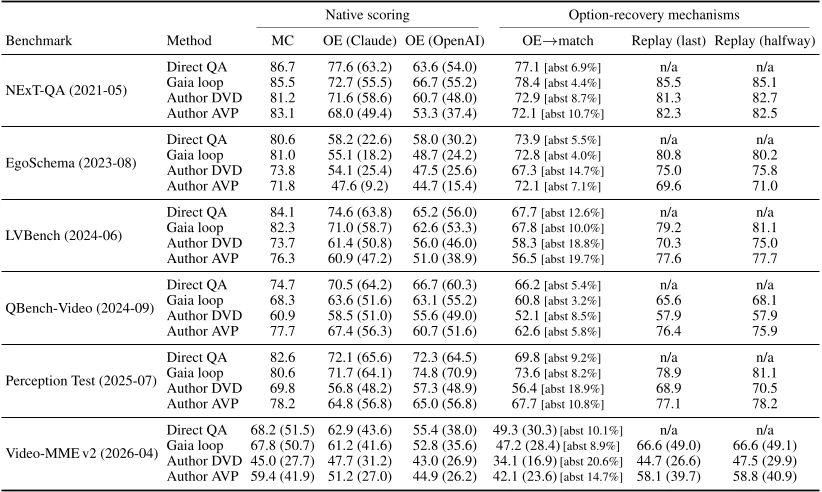 Native scoring Option-recovery mechanisms
Benchmark Method MC OE (Claude) OE (OpenAI) OE→match Replay (last) Replay (halfway)
Direct QA 86.7 77.6 (63.2) 63.6 (54.0) 77.1 [abst 6.9%] n/a n/a
NExT-QA (2021-05) Gaia loop 85.5 72.7 (55.5) 66.7 (55.2) 78.4 [abst 4.4%] 85.5 85.1
Author DVD 81.2 71.6 (58.6) 60.7 (48.0) 72.9 [abst 8.7%] 81.3 82.7
Author AVP 83.1 68.0 (49.4) 53.3 (37.4) 72.1 [abst 10.7%] 82.3 82.5
Direct QA 80.6 58.2 (22.6) 58.0 (30.2) 73.9 [abst 5.5%] n/a n/a
EgoSchema (2023-08) Gaia loop 81.0 55.1 (18.2) 48.7 (24.2) 72.8 [abst 4.0%] 80.8 80.2
Author DVD 73.8 54.1 (25.4) 47.5 (25.6) 67.3 [abst 14.7%] 75.0 75.8
Author AVP 71.8 47.6 (9.2) 44.7 (15.4) 72.1 [abst 7.1%] 69.6 71.0
Direct QA 84.1 74.6 (63.8) 65.2 (56.0) 67.7 [abst 12.6%] n/a n/a
LVBench (2024-06) Gaia loop 82.3 71.0 (58.7) 62.6 (53.3) 67.8 [abst 10.0%] 79.2 81.1
Author DVD 73.7 61.4 (50.8) 56.0 (46.0) 58.3 [abst 18.8%] 70.3 75.0
Author AVP 76.3 60.9 (47.2) 51.0 (38.9) 56.5 [abst 19.7%] 77.6 77.7
Direct QA 74.7 70.5 (64.2) 66.7 (60.3) 66.2 [abst 5.4%] n/a n/a
QBench-Video (2024-09) Gaia loop 68.3 63.6 (51.6) 63.1 (55.2) 60.8 [abst 3.2%] 65.6 68.1
Author DVD 60.9 58.5 (51.0) 55.6 (49.0) 52.1 [abst 8.5%] 57.9 57.9
Author AVP 77.7 67.4 (56.3) 60.7 (51.6) 62.6 [abst 5.8%] 76.4 75.9
Direct QA 82.6 72.1 (65.6) 72.3 (64.5) 69.8 [abst 9.2%] n/a n/a
Perception Test (2025-07) Gaia loop 80.6 71.7 (64.1) 74.8 (70.9) 73.6 [abst 8.2%] 78.9 81.1
Author DVD 69.8 56.8 (48.2) 57.3 (48.9) 56.4 [abst 18.9%] 68.9 70.5
Author AVP 78.2 64.8 (56.8) 65.0 (56.8) 67.7 [abst 10.8%] 77.1 78.2
Direct QA 68.2 (51.5) 62.9 (43.6) 55.4 (38.0) 49.3 (30.3) [abst 10.1%] n/a n/a
Video-MME v2 (2026-04) Gaia loop 67.8 (50.7) 61.2 (41.6) 52.8 (35.6) 47.2 (28.4) [abst 8.9%] 66.6 (49.0) 66.6 (49.1)
Author DVD 45.0 (27.7) 47.7 (31.2) 43.0 (26.9) 34.1 (16.9) [abst 20.6%] 44.7 (26.6) 47.5 (29.9)
Author AVP 59.4 (41.9) 51.2 (27.0) 44.9 (26.2) 42.1 (23.6) [abst 14.7%] 58.1 (39.7) 58.8 (40.9)